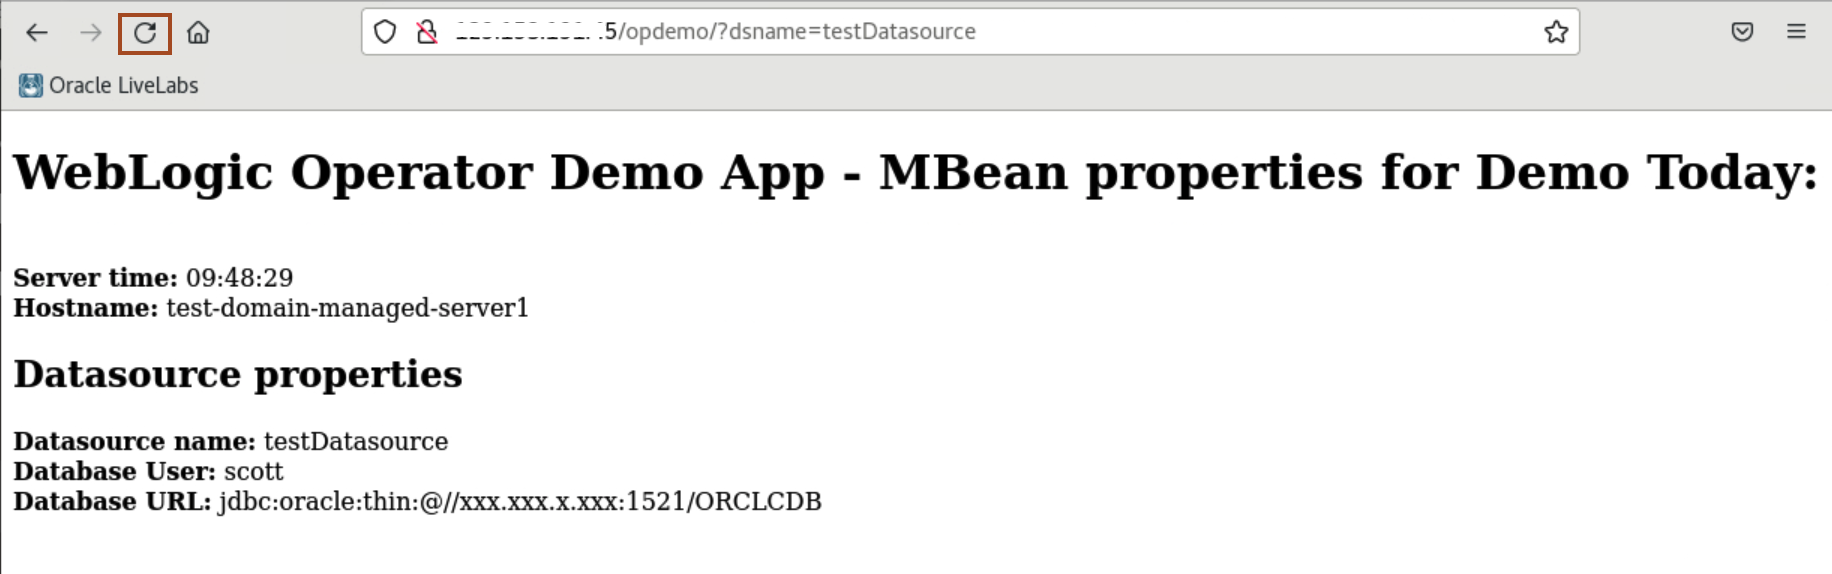 5/opdemo/?dsname=testDatasource
Oracle LiveLabs
WebLogic Operator Demo App - MBean properties for Demo Today:
Server time: 09:48:29
Hostname: test-domain-managed-server1
Datasource properties
Datasource name: testDatasource
Database User: scott
Database URL: jdbc:oracle:thin:@//xxx.xxx.x.xxx:1521/ORCLCDB